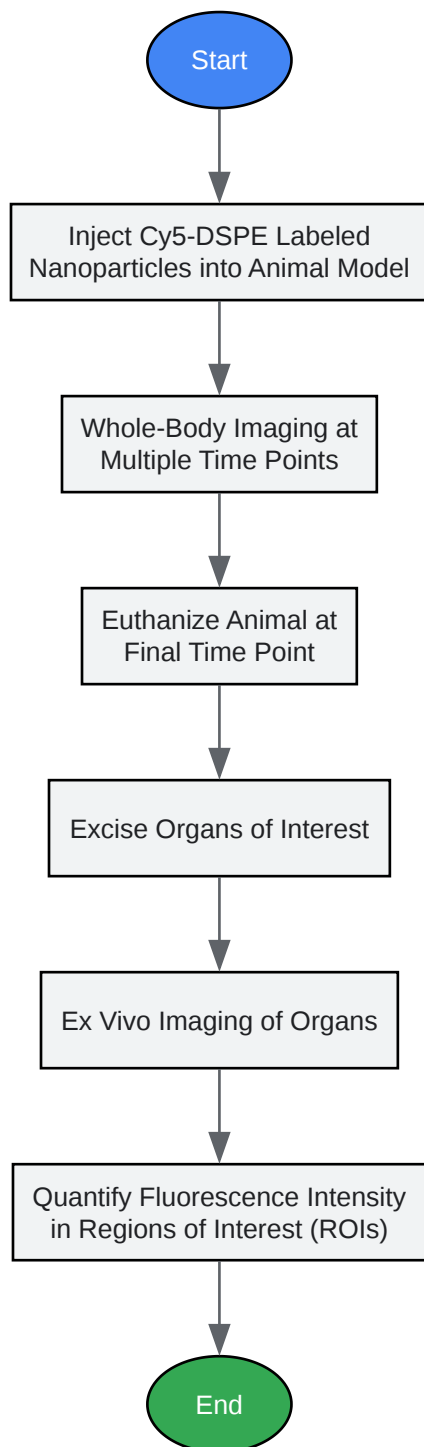 Start
Inject Cy5-DSPE Labeled
Nanoparticles into Animal Model
Whole-Body Imaging at
Multiple Time Points
Euthanize Animal at
Final Time Point
Excise Organs of Interest
Ex Vivo Imaging of Organs
Quantify Fluorescence Intensity
in Regions of Interest (ROIs)
End